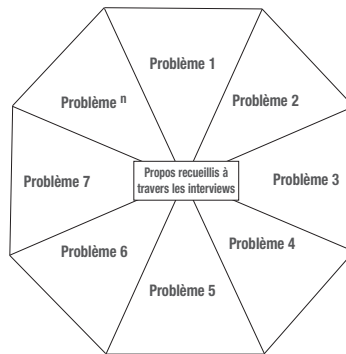 Problème 1
Problème 2
Problème 3
Problème 4
Problème 5
Problème 6
Problème 7
Problème n
Propos recueillis à
travers les interviews